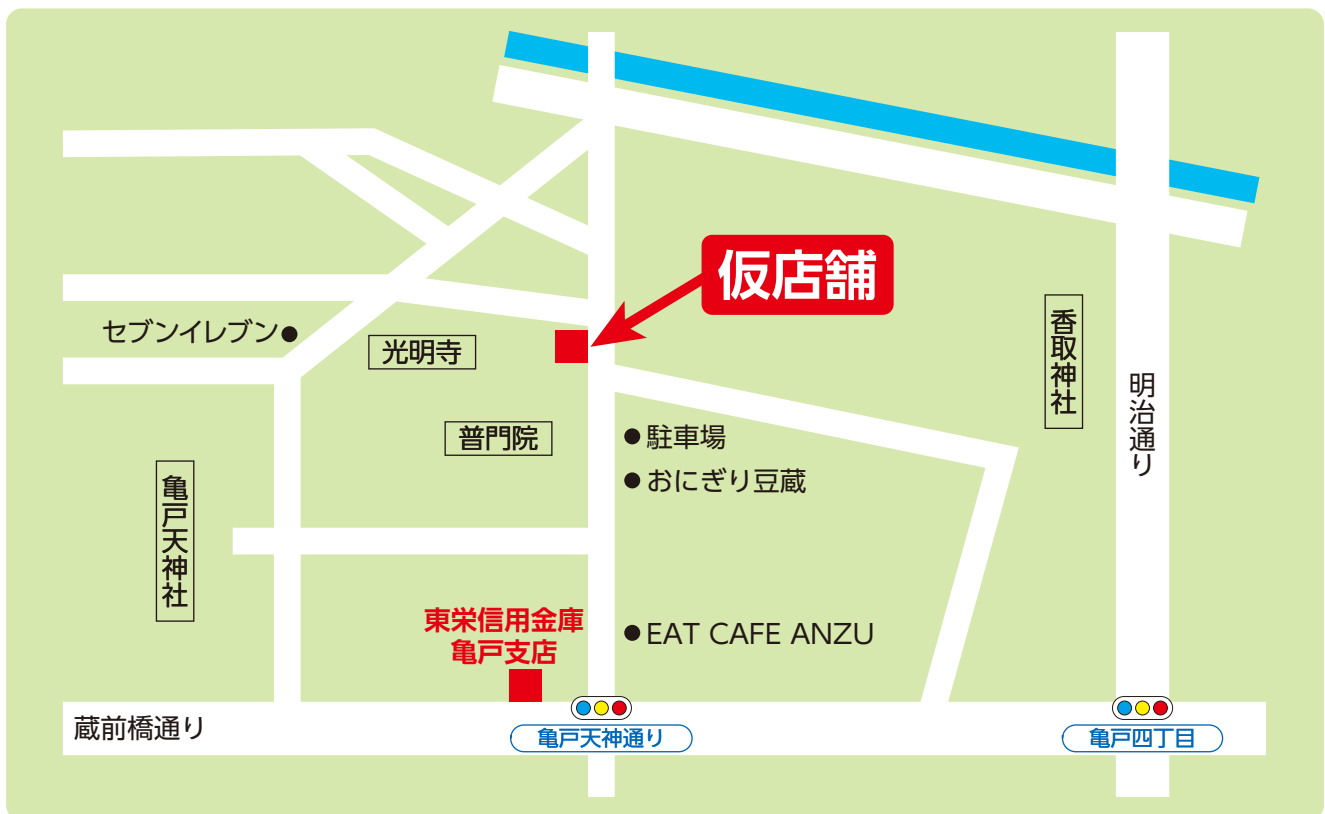 仮店舗
セブンイレブン
光明寺
香取神社
明治通り
普門院
駐車場
おにぎり豆蔵
亀戸天神社
東栄信用金庫
亀戸支店
EAT CAFE ANZU
蔵前橋通り
亀戸天神通り
亀戸四丁目